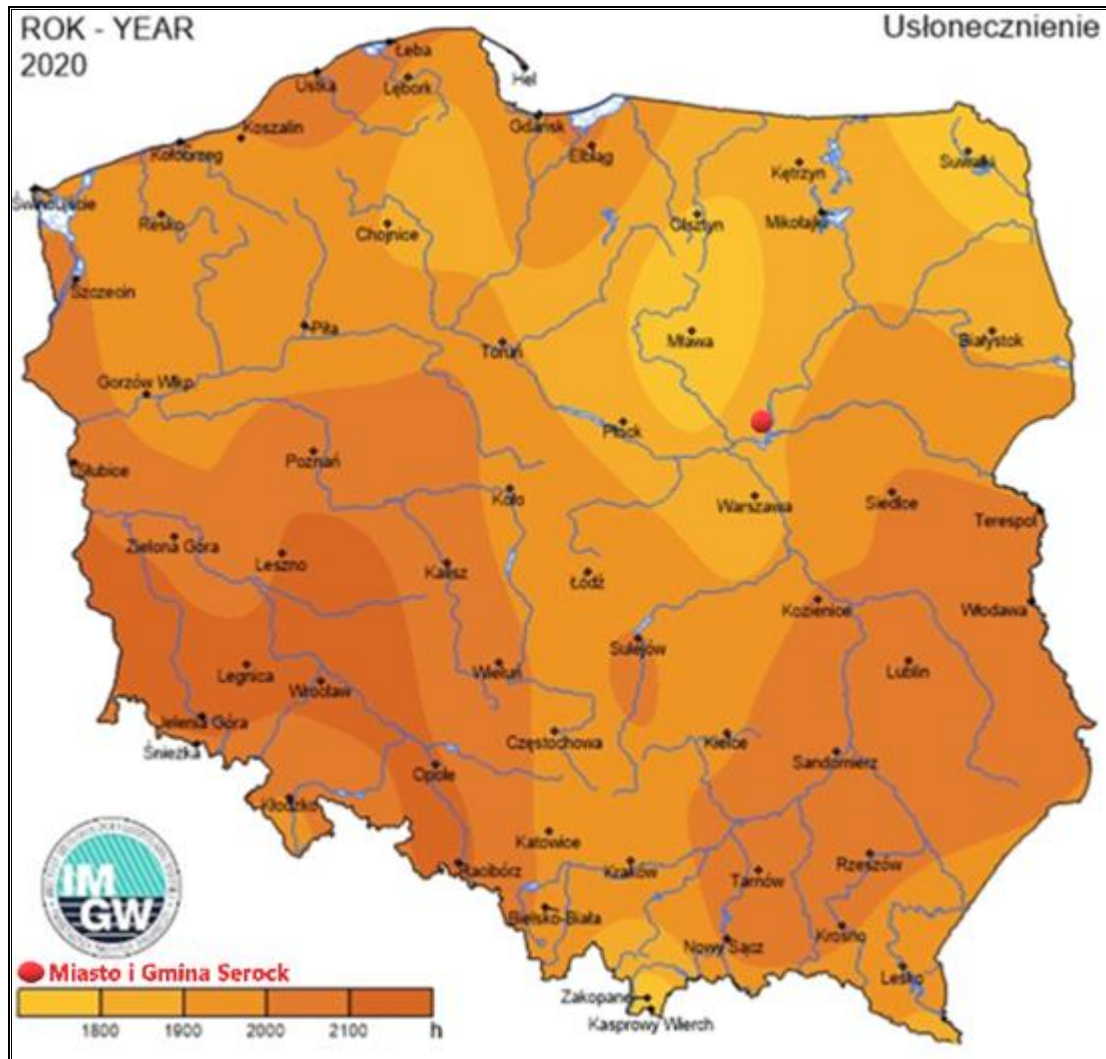 ROK - YEAR
2020
Usłonecznienie
Łeba
Ustka
Lębork
Hel
Gdańsk
Koszalin
Kołobrzeg
Elbląg
Kętrzyn
Suwałki
Świnoujście
Resko
Chojnice
Olsztyn
Mikołajki
Szczecin
Piła
Toruń
Mława
Białystok
Gorzów Wlkp
Płock
Słubice
Poznań
Koło
Warszawa
Siedlce
Terespol
Zielona Góra
Leszno
Kalisz
Łódź
Kozienice
Włodawa
Sulejów
Legnica
Wrocław
Wieluń
Lublin
Jelenia Góra
Śnieżka
Częstochowa
Kielce
Sandomierz
Opole
Kłodzko
Katowice
Racibórz
Kraków
Tarnów
Rzeszów
Bielsko-Biała
Nowy Sącz
Krosno
Lesko
Zakopane
Kasprowy Wierch
IM
GW
Miasto i Gmina Serock
1800 1900 2000 2100 h